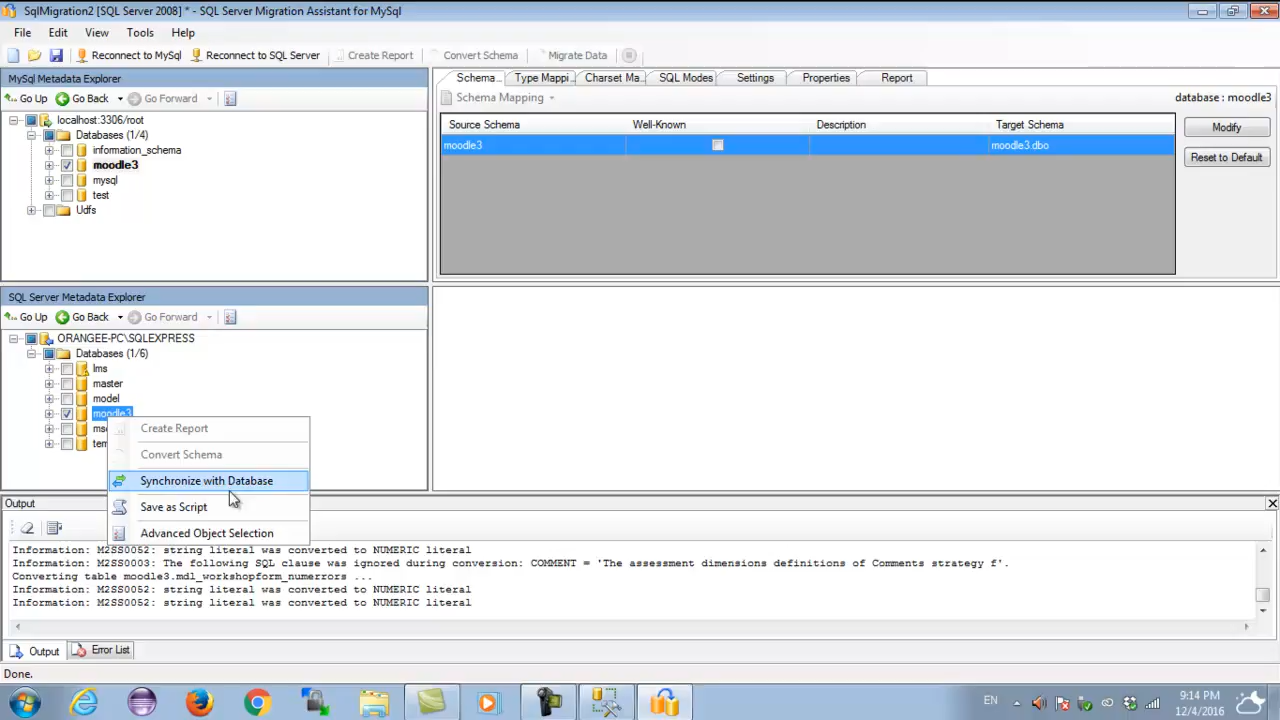 SqlMigration2 [SQL Server 2008] * - SQL Server Migration Assistant for MySql
File Edit View Tools Help
Reconnect to MySql Reconnect to SQL Server Create Report Convert Schema Migrate Data
MySql Metadata Explorer
Go Up Go Back Go Forward
localhost:3306/root
Databases (1/4)
information_schema
moodle3
mysql
test
Udfs
Schema... Type Mappi Charset Ma... SQL Modes Settings Properties Report
Schema Mapping database : moodle3
Source Schema Well-Known Description Target Schema
moodle3 moodle3.dbo
Modify
Reset to Default
SQL Server Metadata Explorer
Go Up Go Back Go Forward
ORANGEE-PC\SQLEXPRESS
Databases (1/6)
lms
master
model
moodle3
ms
tem
Create Report
Convert Schema
Synchronize with Database
Save as Script
Advanced Object Selection
Output
Information: M2SS0052: string literal was converted to NUMERIC literal
Information: M2SS0003: The following SQL clause was ignored during conversion: COMMENT = 'The assessment dimensions definitions of Comments strategy f'.
Converting table moodle3.mdl_workshopform_numerrors ...
Information: M2SS0052: string literal was converted to NUMERIC literal
Information: M2SS0052: string literal was converted to NUMERIC literal
Output Error List
Done.
EN
9:14 PM
12/4/2016